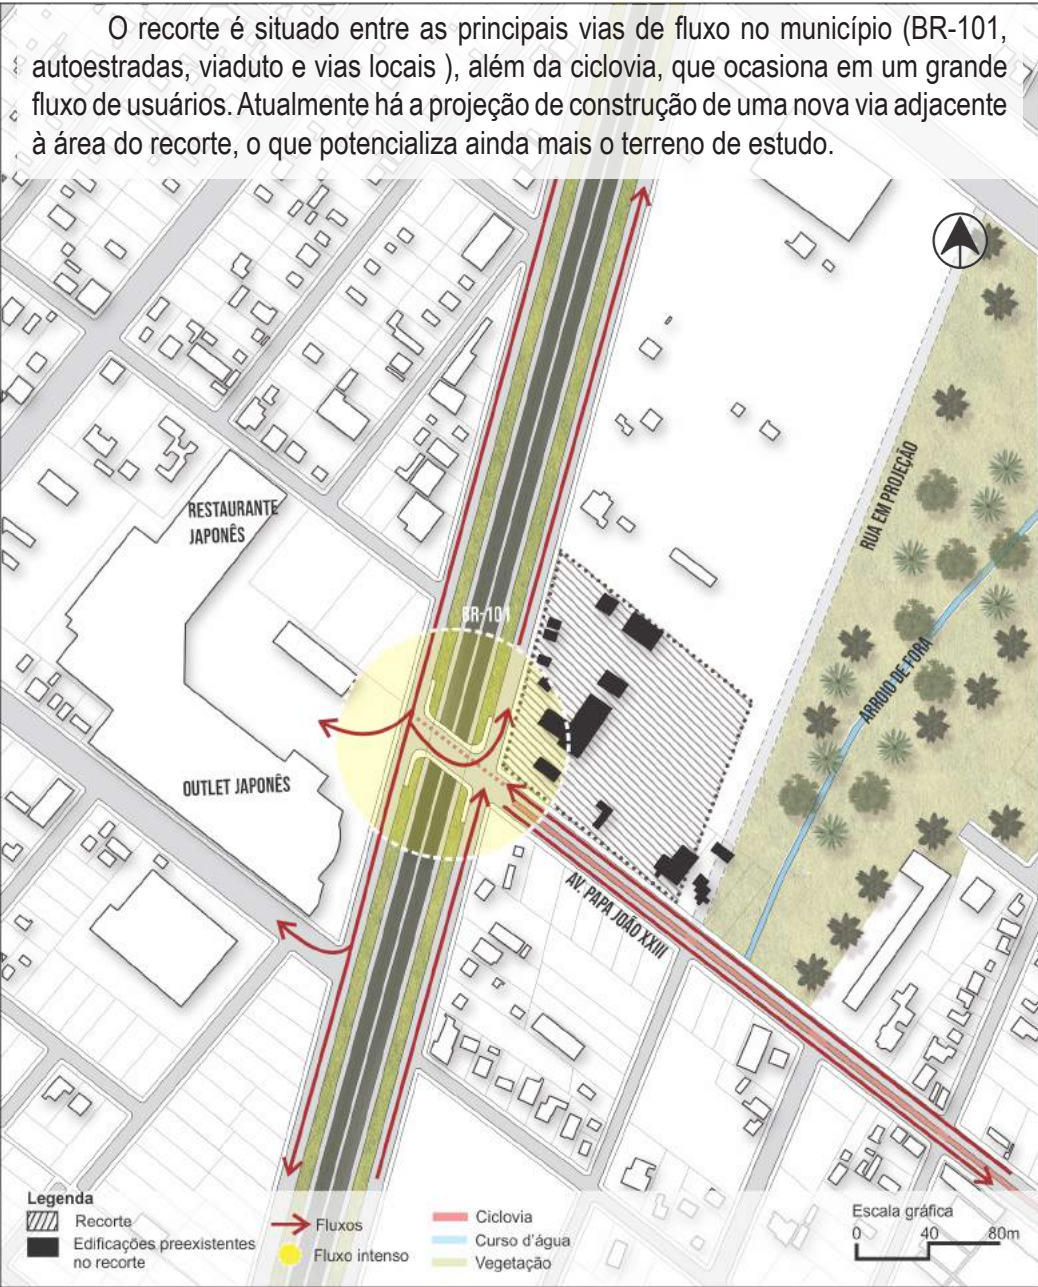 O recorte é situado entre as principais vias de fluxo no município (BR-101,
autoestradas, viaduto e vias locais ), além da ciclovia, que ocasiona em um grande
fluxo de usuários. Atualmente há a projeção de construção de uma nova via adjacente
à área do recorte, o que potencializa ainda mais o terreno de estudo.
RUA EM PROJEÇÃO
RESTAURANTE
JAPONÊS
BR-101
ARROIO DE FORA
OUTLET JAPONÊS
AV. PAPA JOÃO XXIII
Legenda
Recorte
Edificações preexistentes
no recorte
Fluxos
Fluxo intenso
Ciclovia
Curso d'água
Vegetação
Escala gráfica
0 40 80m